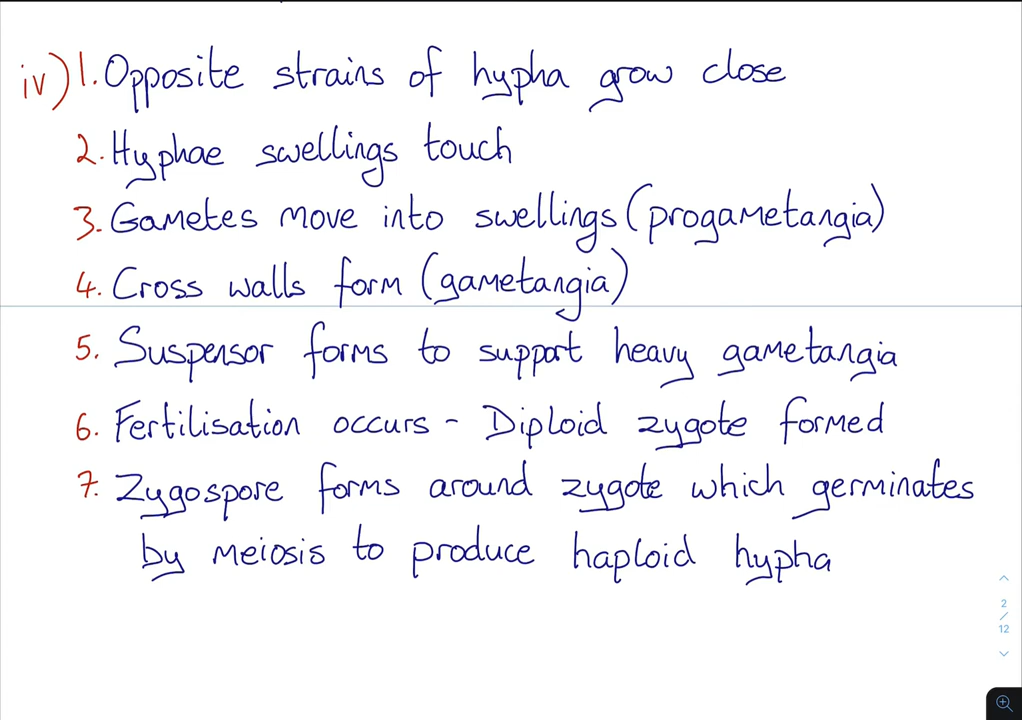 iv) 1. Opposite strains of hypha grow close
2. Hyphae swellings touch
3. Gametes move into swellings (progametangia)
4. Cross walls form (gametangia)
5. Suspensor forms to support heavy gametangia
6. Fertilisation occurs - Diploid zygote formed
7. Zygospore forms around zygote which germinates
by meiosis to produce haploid hypha
2
/
12